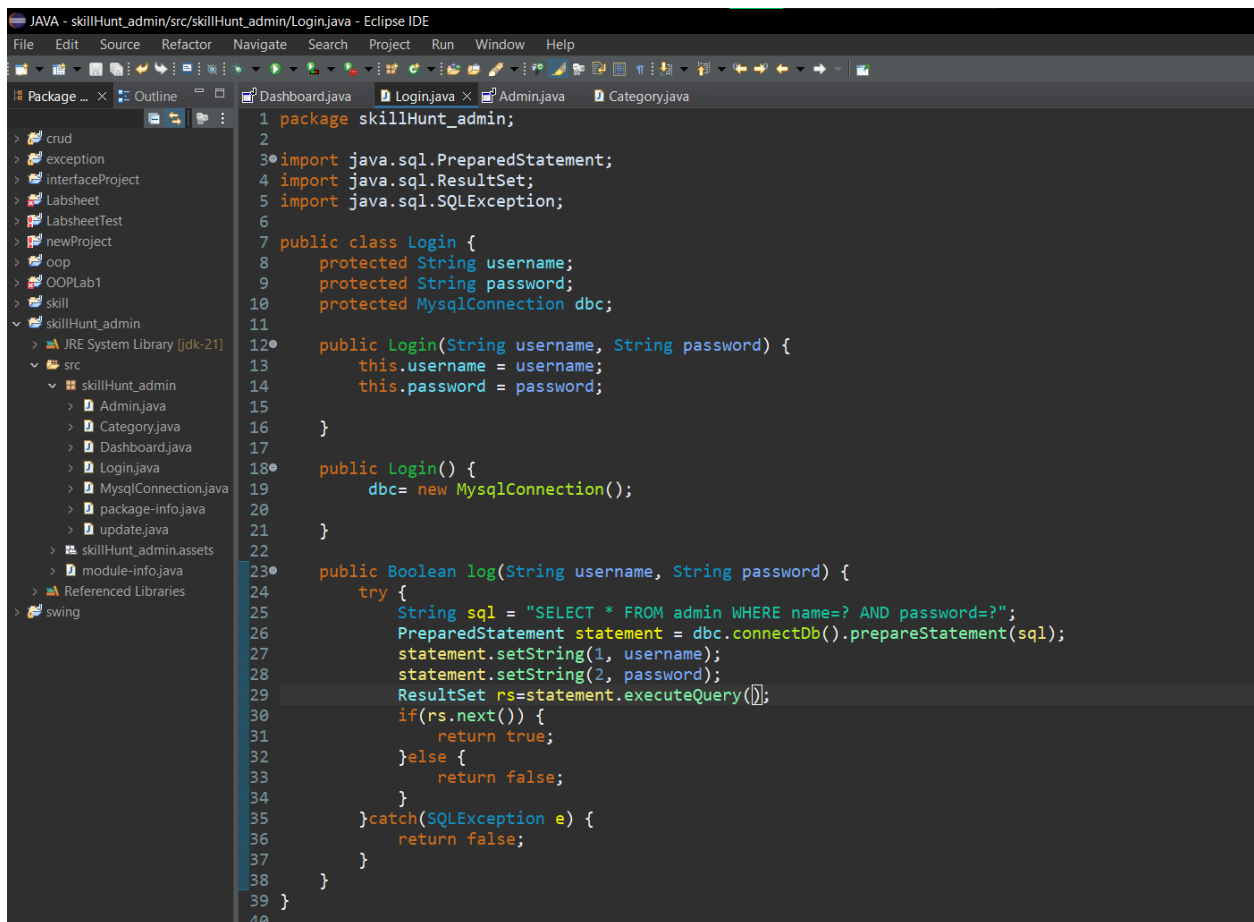 JAVA - skillHunt_admin/src/skillHunt_admin/Login.java - Eclipse IDE
File Edit Source Refactor Navigate Search Project Run Window Help
Package ... Outline
Dashboard.java Login.java Admin.java Category.java
crud
exception
interfaceProject
Labsheet
LabsheetTest
newProject
oop
OOPLab1
skill
skillHunt_admin
JRE System Library [jdk-21]
src
skillHunt_admin
Admin.java
Category.java
Dashboard.java
Login.java
MysqlConnection.java
package-info.java
update.java
skillHunt_admin.assets
module-info.java
Referenced Libraries
swing
1 package skillHunt_admin;
2
3 import java.sql.PreparedStatement;
4 import java.sql.ResultSet;
5 import java.sql.SQLException;
6
7 public class Login {
8     protected String username;
9     protected String password;
10     protected MysqlConnection dbc;
11
12     public Login(String username, String password) {
13         this.username = username;
14         this.password = password;
15
16     }
17
18     public Login() {
19          dbc= new MysqlConnection();
20
21     }
22
23     public Boolean log(String username, String password) {
24         try {
25             String sql = "SELECT * FROM admin WHERE name=? AND password=?";
26             PreparedStatement statement = dbc.connectDb().prepareStatement(sql);
27             statement.setString(1, username);
28             statement.setString(2, password);
29             ResultSet rs=statement.executeQuery();
30             if(rs.next()) {
31                 return true;
32             }else {
33                 return false;
34             }
35         }catch(SQLException e) {
36             return false;
37         }
38     }
39 }
40